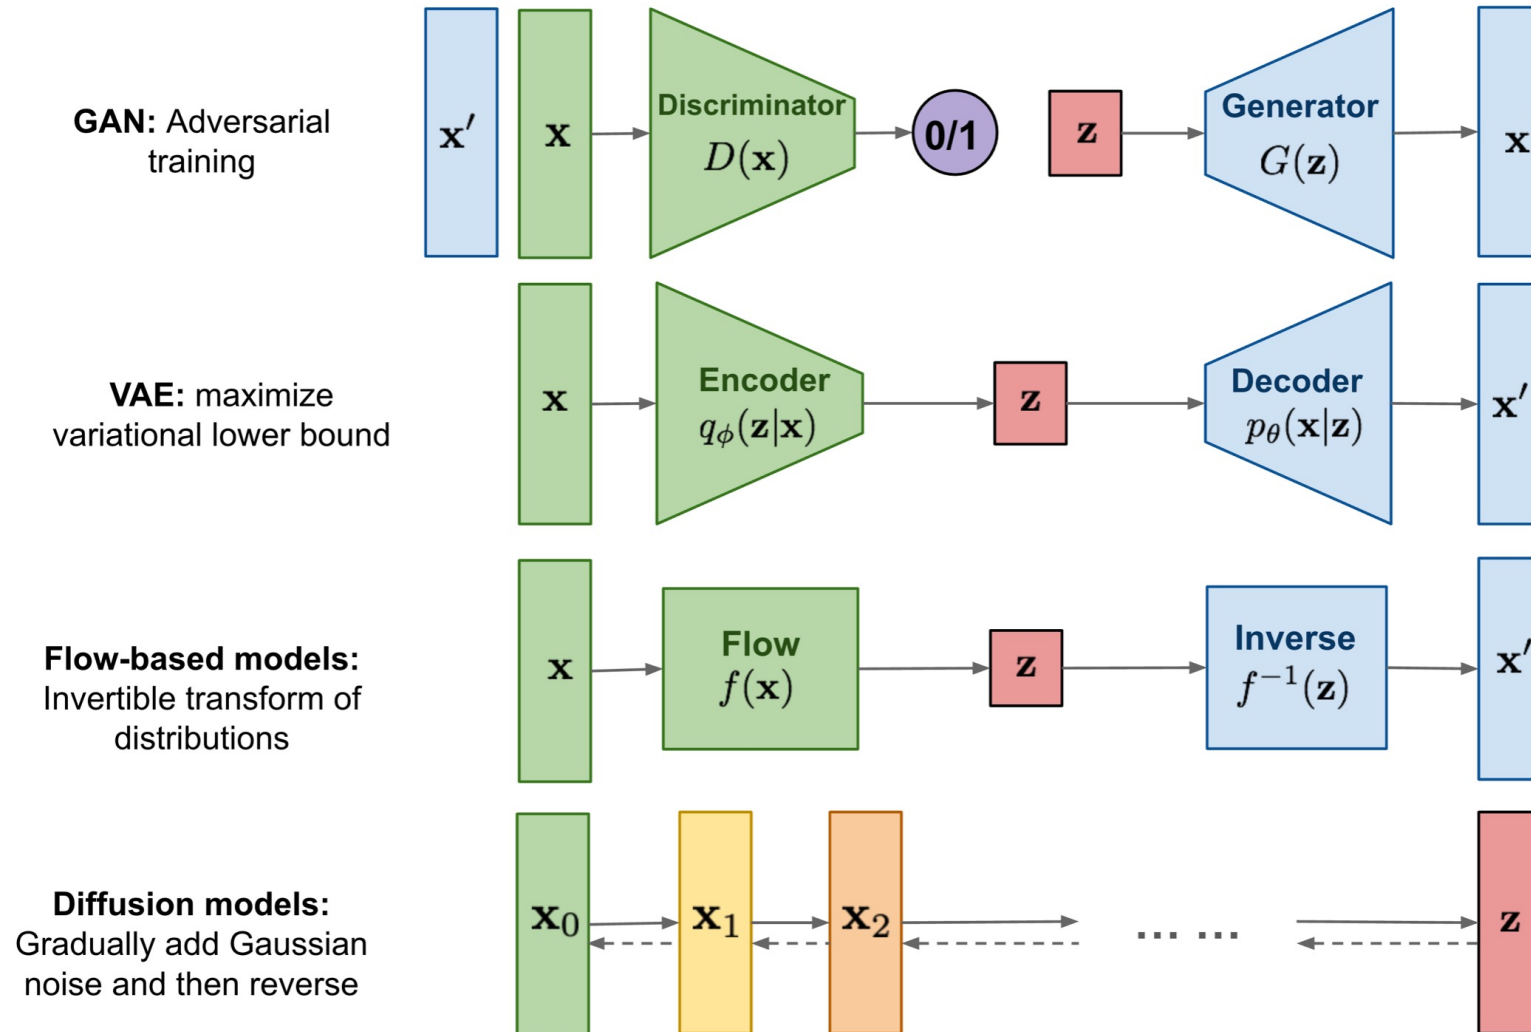 GAN: Adversarial
training
x′
x
Discriminator
D(x)
0/1
z
Generator
G(z)
x
VAE: maximize
variational lower bound
x
Encoder
qϕ(z|x)
z
Decoder
pθ(x|z)
x′
Flow-based models:
Invertible transform of
distributions
x
Flow
f(x)
z
Inverse
f⁻¹(z)
x′
Diffusion models:
Gradually add Gaussian
noise and then reverse
x₀
x₁
x₂
... ...
z